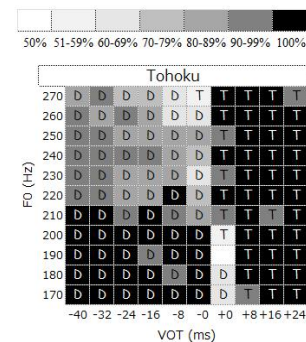 50% 51-59% 60-69% 70-79% 80-89% 90-99% 100%
Tohoku
270 D D D D D T T T T T
260 D D D D D D T T T T
250 D D D D D D T T T T
240 D D D D D D T T T T
230 D D D D D D T T T T
220 D D D D D D T T T T
210 D D D D D D T T T T
200 D D D D D D T T T T
190 D D D D D D T T T
180 D D D D D D D T T T
170 D D D D D D D T T T
F0 (Hz)
-40 -32 -24 -16 -8 -0 +0 +8 +16 +24
VOT (ms)